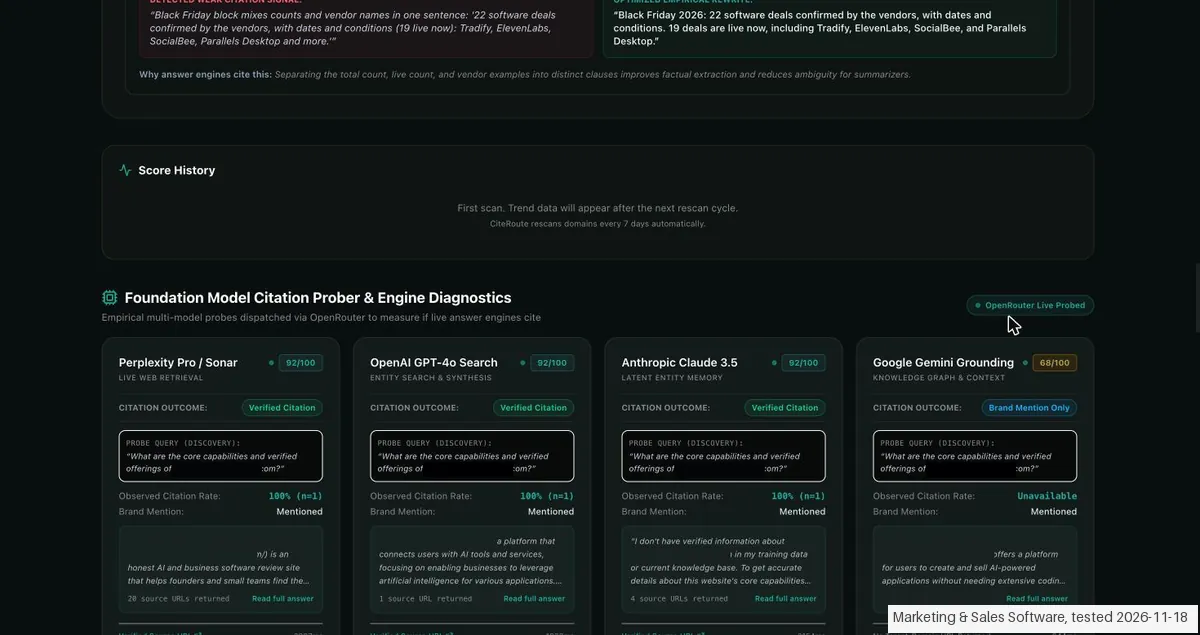 "Black Friday block mixes counts and vendor names in one sentence: '22 software deals
confirmed by the vendors, with dates and conditions (19 live now): Tradify, ElevenLabs,
SocialBee, Parallels Desktop and more.'"
"Black Friday 2026: 22 software deals confirmed by the vendors, with dates and
conditions. 19 deals are live now, including Tradify, ElevenLabs, SocialBee, and Parallels
Desktop."
Why answer engines cite this: Separating the total count, live count, and vendor examples into distinct clauses improves factual extraction and reduces ambiguity for summarizers.
Score History
First scan. Trend data will appear after the next rescan cycle.
CiteRoute rescans domains every 7 days automatically.
Foundation Model Citation Prober & Engine Diagnostics
Empirical multi-model probes dispatched via OpenRouter to measure if live answer engines cite
OpenRouter Live Probed
Perplexity Pro / Sonar
92/100
LIVE WEB RETRIEVAL
CITATION OUTCOME:
Verified Citation
PROBE QUERY (DISCOVERY):
"What are the core capabilities and verified
offerings of :om?"
Observed Citation Rate:
100% (n=1)
Brand Mention:
Mentioned
n/) is an
honest AI and business software review site
that helps founders and small teams find the...
20 source URLs returned
Read full answer
OpenAI GPT-4o Search
92/100
ENTITY SEARCH & SYNTHESIS
CITATION OUTCOME:
Verified Citation
PROBE QUERY (DISCOVERY):
"What are the core capabilities and verified
offerings of :om?"
Observed Citation Rate:
100% (n=1)
Brand Mention:
Mentioned
a platform that
connects users with AI tools and services,
focusing on enabling businesses to leverage
artificial intelligence for various applications....
1 source URL returned
Read full answer
Anthropic Claude 3.5
92/100
LATENT ENTITY MEMORY
CITATION OUTCOME:
Verified Citation
PROBE QUERY (DISCOVERY):
"What are the core capabilities and verified
offerings of :om?"
Observed Citation Rate:
100% (n=1)
Brand Mention:
Mentioned
"I don't have verified information about
in my training data
or current knowledge base. To get accurate
details about this website's core capabilities...
4 source URLs returned
Read full answer
Google Gemini Grounding
68/100
KNOWLEDGE GRAPH & CONTEXT
CITATION OUTCOME:
Brand Mention Only
PROBE QUERY (DISCOVERY):
"What are the core capabilities and verified
offerings of :om?"
Observed Citation Rate:
Unavailable
Brand Mention:
Mentioned
offers a platform
for users to create and sell AI-powered
applications without needing extensive codin...
Read full answer
Marketing & Sales Software, tested 2026-11-18